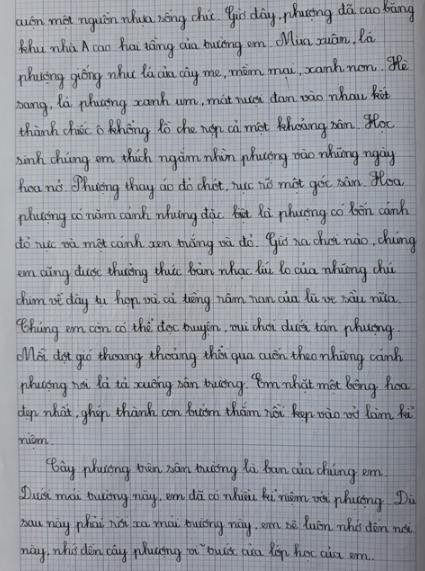 cuồn một nguồn nhựa sống chứ. Giờ đây, phượng đã cao bằng
khu nhà A cao hai tầng của trường em. Mùa xuân, lá
phượng giống như lá của cây me, mềm mại, xanh non. Hè
sang, lá phượng xanh um, mát rượi đan vào nhau kết
thành chiếc ô khổng lồ che rợp cả một khoảng sân. Học
sinh chúng em thích ngắm nhìn phượng vào những ngày
hoa nở. Phượng thay áo đỏ chót, rực rỡ một góc sân. Hoa
phượng có năm cánh nhưng đặc biệt là phượng có bốn cánh
đỏ rực và một cánh xen trắng và đỏ. Giờ ra chơi nào, chúng
em cũng được thưởng thức bản nhạc líu lo của những chú
chim về đây tụ họp và cả tiếng râm ran của lũ ve sầu nữa.
Chúng em còn có thể đọc truyện, vui chơi dưới tán phượng.
Mỗi đợt gió thoang thoảng thổi qua cuốn theo những cánh
phượng rơi lả tả xuống sân trường. Em nhặt một bông hoa
đẹp nhất, ghép thành con bướm thắm rồi kẹp vào vở làm kỉ
niệm.
Cây phượng trên sân trường là bạn của chúng em.
Dưới mái trường này, em đã có nhiều kỉ niệm với phượng. Dù
sau này phải rời xa mái trường này, em sẽ luôn nhớ đến nơi
này, nhớ đến cây phượng vĩ trước cửa lớp học của em.